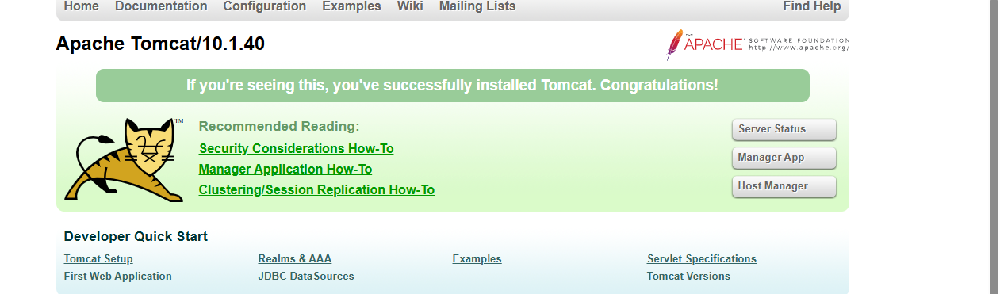 Home Documentation Configuration Examples Wiki Mailing Lists Find Help
Apache Tomcat/10.1.40
THE APACHE® SOFTWARE FOUNDATION
http://www.apache.org/
If you're seeing this, you've successfully installed Tomcat. Congratulations!
TM
Recommended Reading:
Security Considerations How-To
Manager Application How-To
Clustering/Session Replication How-To
Server Status
Manager App
Host Manager
Developer Quick Start
Tomcat Setup
First Web Application
Realms & AAA
JDBC DataSources
Examples
Servlet Specifications
Tomcat Versions